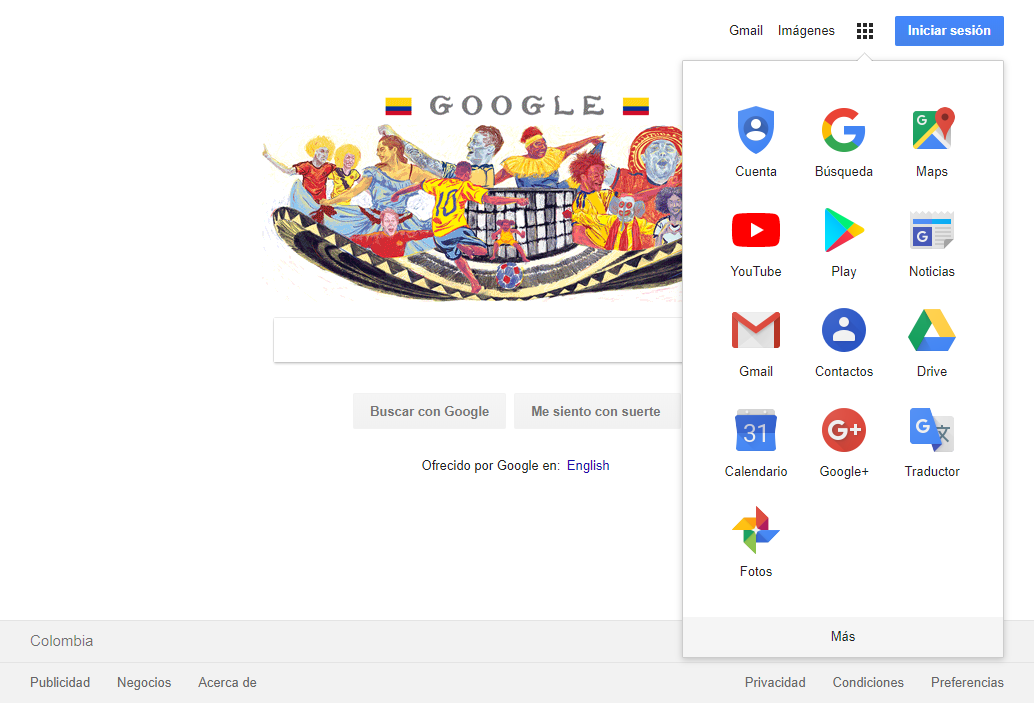 Gmail Imágenes Iniciar sesión
GOOGLE
10
Cuenta Búsqueda Maps
YouTube Play Noticias
Gmail Contactos Drive
31
Calendario Google+ Traductor
Fotos
Más
Buscar con Google Me siento con suerte
Ofrecido por Google en: English
Colombia
Publicidad Negocios Acerca de Privacidad Condiciones Preferencias